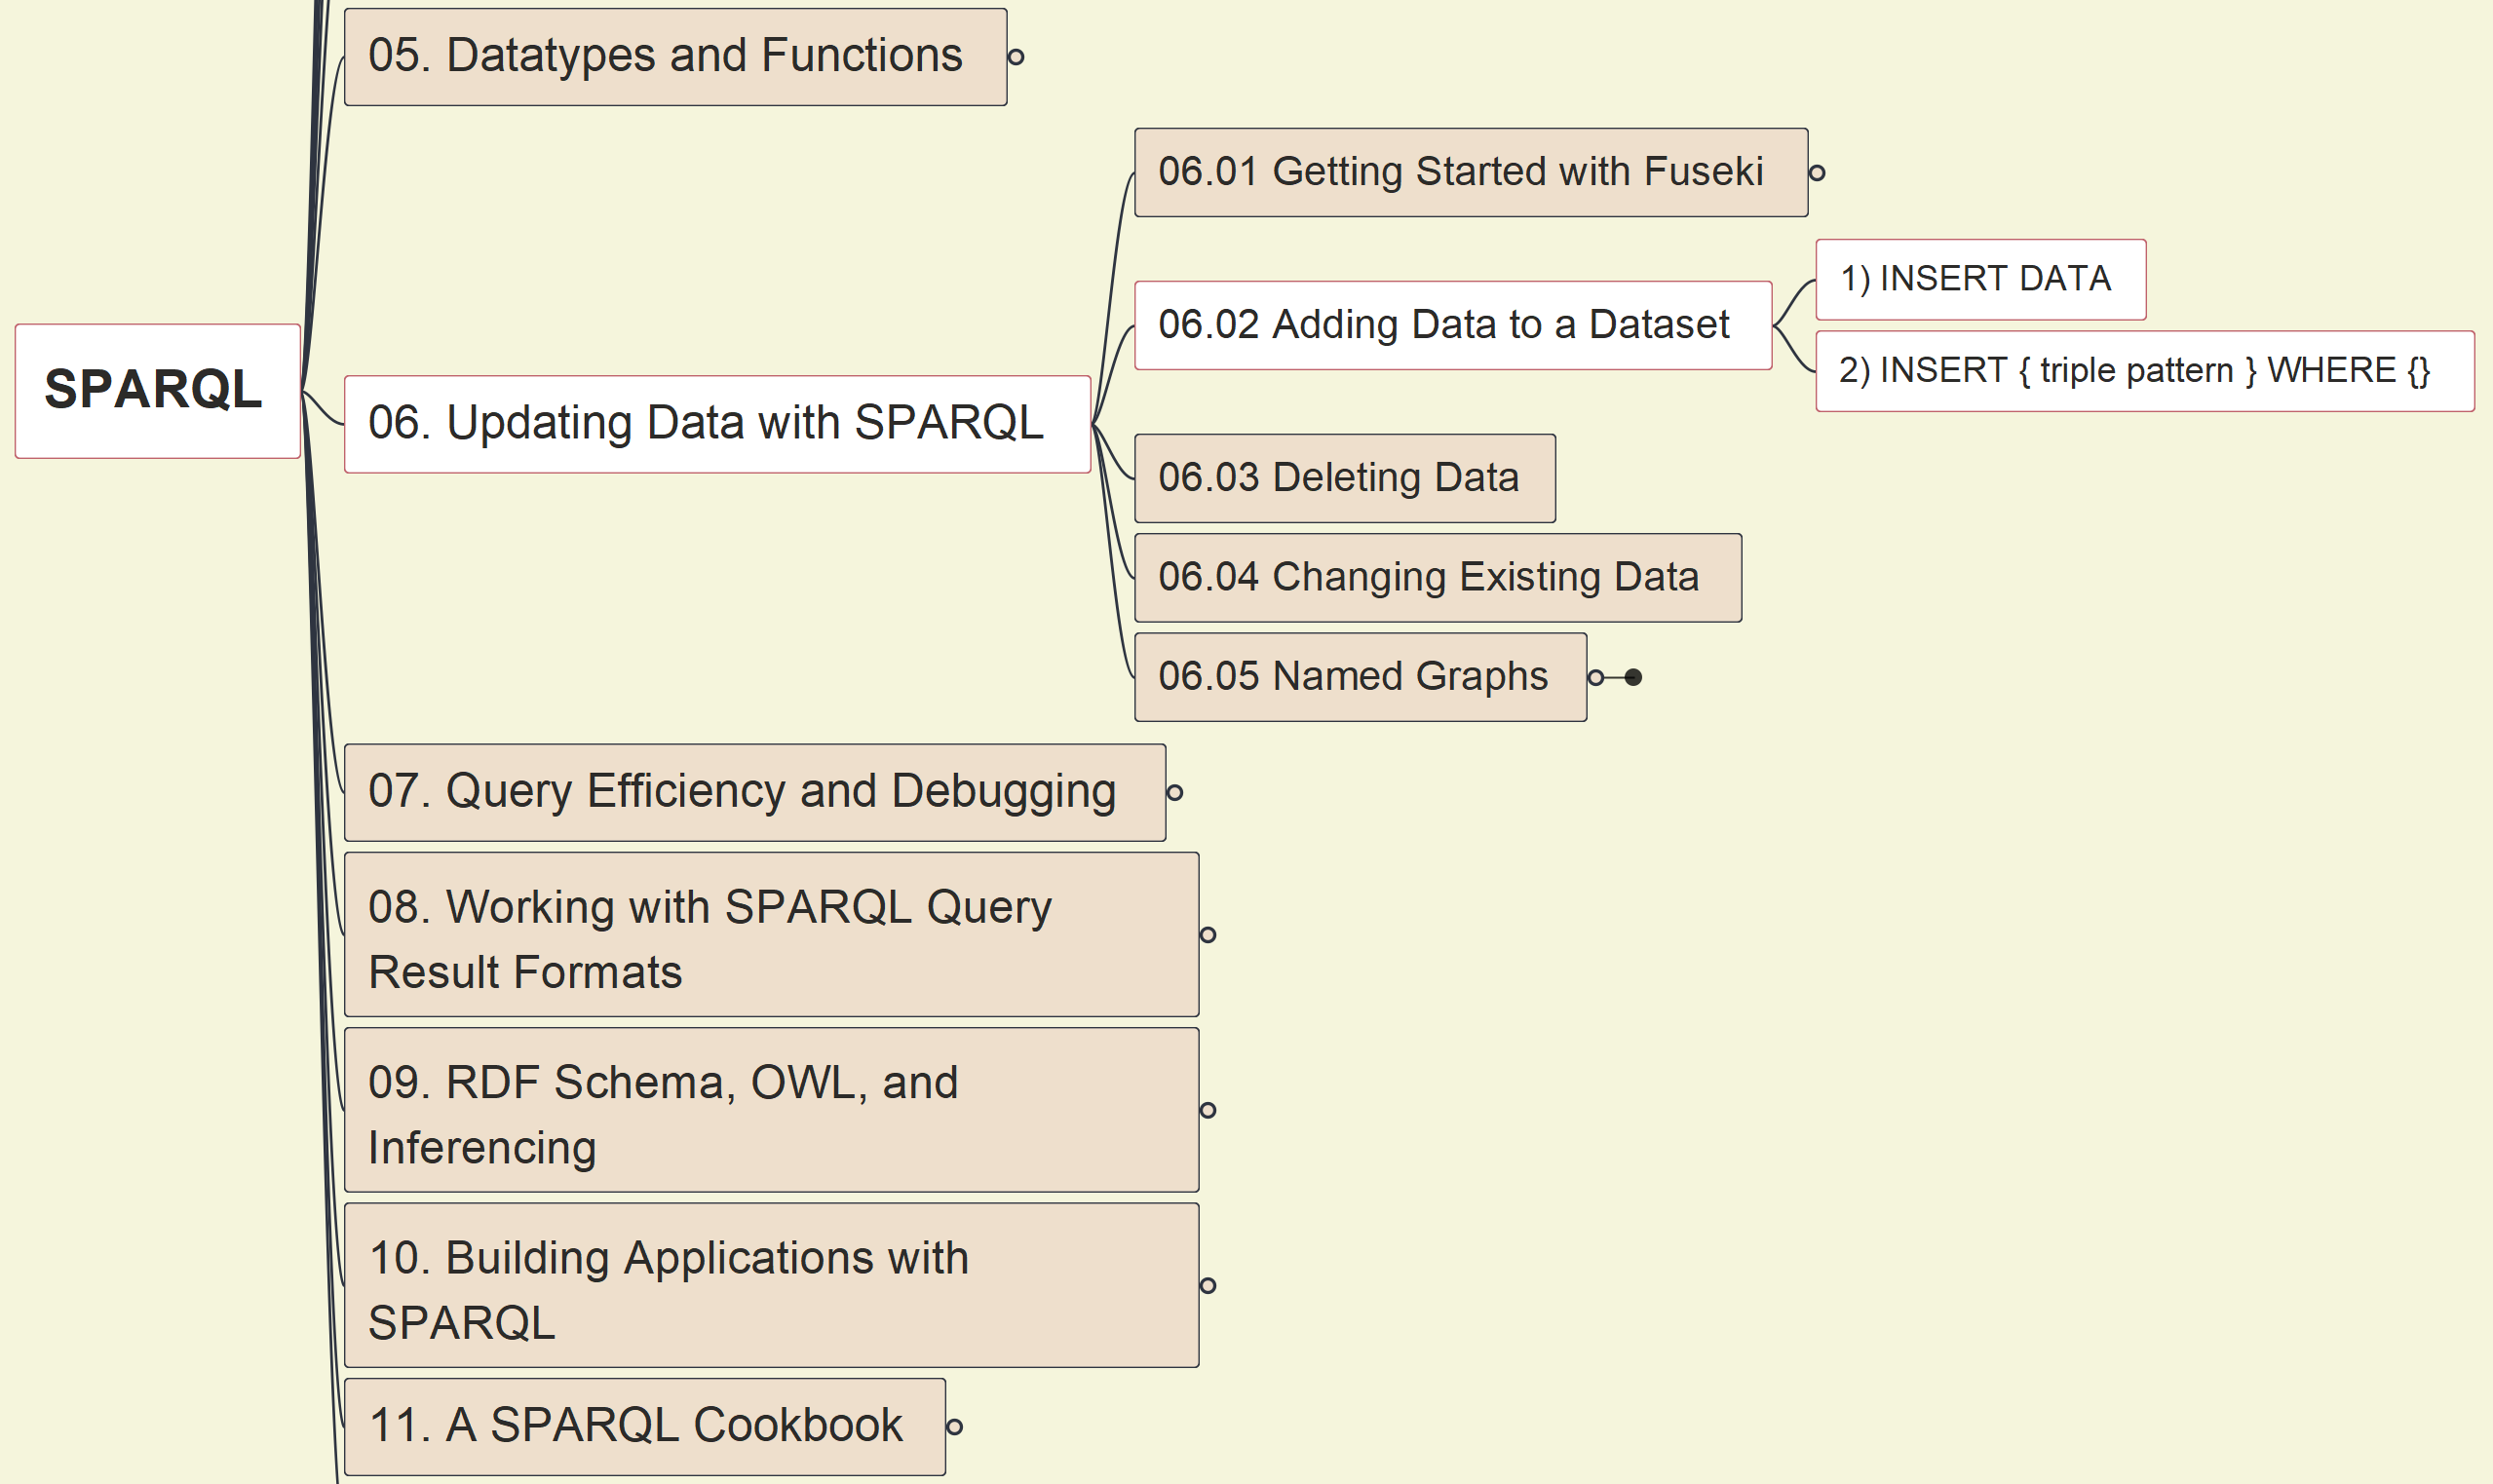 05. Datatypes and Functions
06.01 Getting Started with Fuseki
1) INSERT DATA
06.02 Adding Data to a Dataset
2) INSERT { triple pattern } WHERE {}
SPARQL
06. Updating Data with SPARQL
06.03 Deleting Data
06.04 Changing Existing Data
06.05 Named Graphs
07. Query Efficiency and Debugging
08. Working with SPARQL Query
Result Formats
09. RDF Schema, OWL, and
Inferencing
10. Building Applications with
SPARQL
11. A SPARQL Cookbook